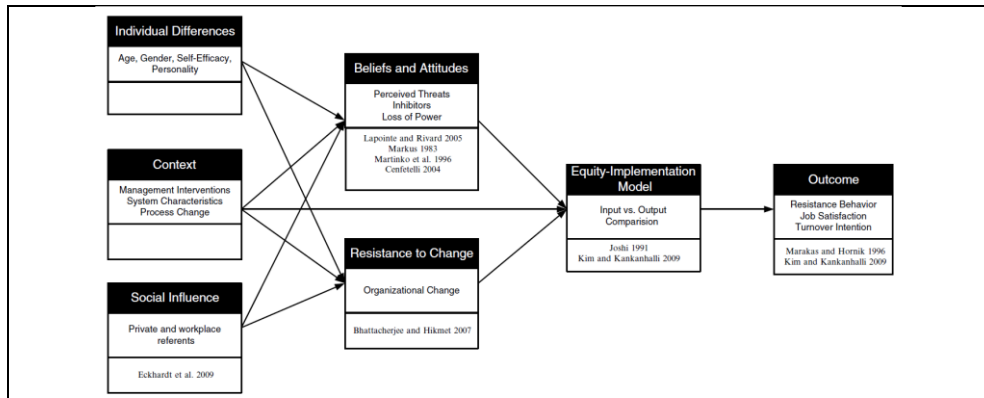 Individual Differences
Age, Gender, Self-Efficacy,
Personality
Context
Management Interventions
System Characteristics
Process Change
Social Influence
Private and workplace
referents
Eckhardt et al. 2009
Beliefs and Attitudes
Perceived Threats
Inhibitors
Loss of Power
Lapointe and Rivard 2005
Markus 1983
Martinko et al. 1996
Cenfetelli 2004
Resistance to Change
Organizational Change
Bhattacherjee and Hikmet 2007
Equity-Implementation
Model
Input vs. Output
Comparision
Joshi 1991
Kim and Kankanhalli 2009
Outcome
Resistance Behavior
Job Satisfaction
Turnover Intention
Marakas and Hornik 1996
Kim and Kankanhalli 2009